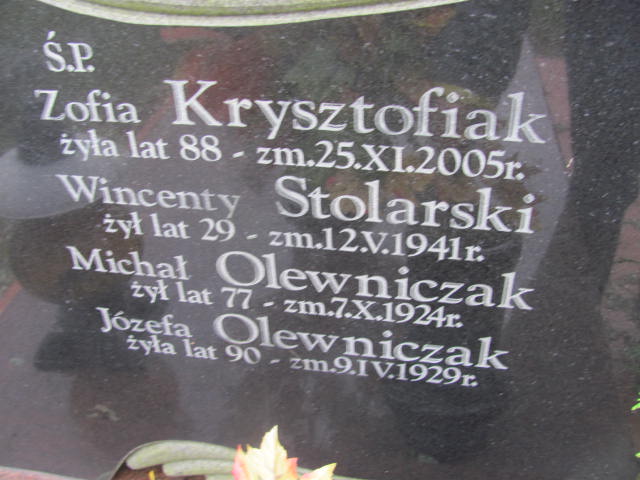 Ś.P.
Zofia Krysztofiak
żyła lat 88 - zm.25.XI.2005r.
Wincenty Stolarski
żył lat 29 - zm.12.V.1941r.
Michał Olewniczak
żył lat 77 - zm.7.X.1924r.
Józefa Olewniczak
żyła lat 90 - zm.9.IV.1929r.